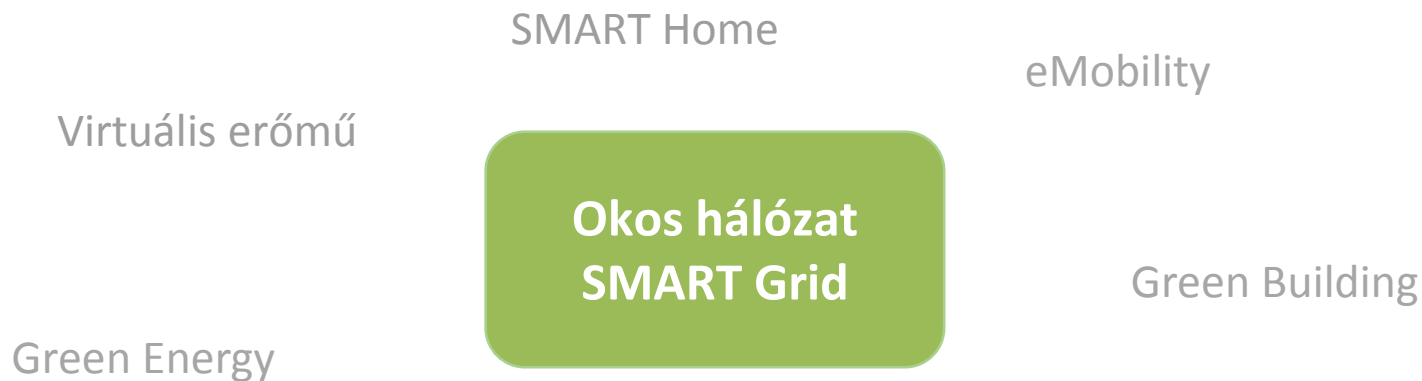 SMART Home
eMobility
Virtuális erőmű
Okos hálózat
SMART Grid
Green Building
Green Energy